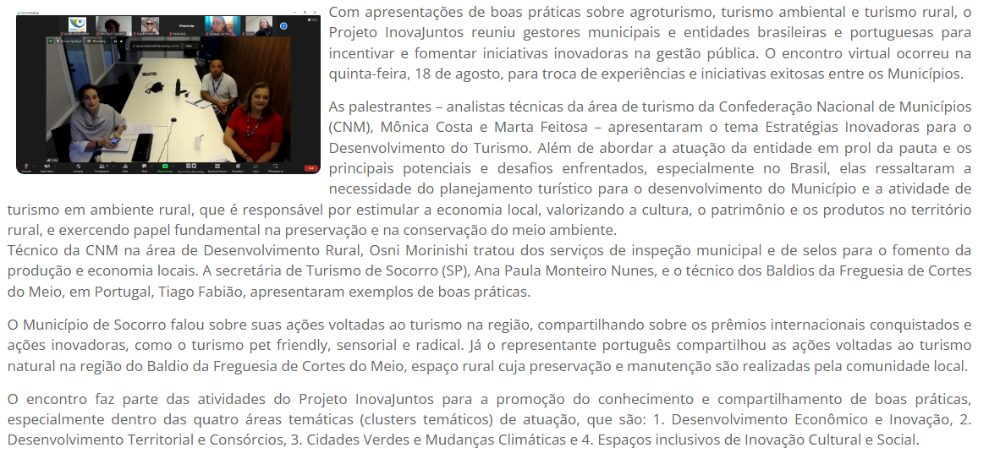 Com apresentações de boas práticas sobre agroturismo, turismo ambiental e turismo rural, o
Projeto InovaJuntos reuniu gestores municipais e entidades brasileiras e portuguesas para
incentivar e fomentar iniciativas inovadoras na gestão pública. O encontro virtual ocorreu na
quinta-feira, 18 de agosto, para troca de experiências e iniciativas exitosas entre os Municípios.
As palestrantes – analistas técnicas da área de turismo da Confederação Nacional de Municípios
(CNM), Mônica Costa e Marta Feitosa – apresentaram o tema Estratégias Inovadoras para o
Desenvolvimento do Turismo. Além de abordar a atuação da entidade em prol da pauta e os
principais potenciais e desafios enfrentados, especialmente no Brasil, elas ressaltaram a
necessidade do planejamento turístico para o desenvolvimento do Município e a atividade de
turismo em ambiente rural, que é responsável por estimular a economia local, valorizando a cultura, o patrimônio e os produtos no território
rural, e exercendo papel fundamental na preservação e na conservação do meio ambiente.
Técnico da CNM na área de Desenvolvimento Rural, Osni Morinishi tratou dos serviços de inspeção municipal e de selos para o fomento da
produção e economia locais. A secretária de Turismo de Socorro (SP), Ana Paula Monteiro Nunes, e o técnico dos Baldios da Freguesia de Cortes
do Meio, em Portugal, Tiago Fabião, apresentaram exemplos de boas práticas.
O Município de Socorro falou sobre suas ações voltadas ao turismo na região, compartilhando sobre os prêmios internacionais conquistados e
ações inovadoras, como o turismo pet friendly, sensorial e radical. Já o representante português compartilhou as ações voltadas ao turismo
natural na região do Baldio da Freguesia de Cortes do Meio, espaço rural cuja preservação e manutenção são realizadas pela comunidade local.
O encontro faz parte das atividades do Projeto InovaJuntos para a promoção do conhecimento e compartilhamento de boas práticas,
especialmente dentro das quatro áreas temáticas (clusters temáticos) de atuação, que são: 1. Desenvolvimento Econômico e Inovação, 2.
Desenvolvimento Territorial e Consórcios, 3. Cidades Verdes e Mudanças Climáticas e 4. Espaços inclusivos de Inovação Cultural e Social.